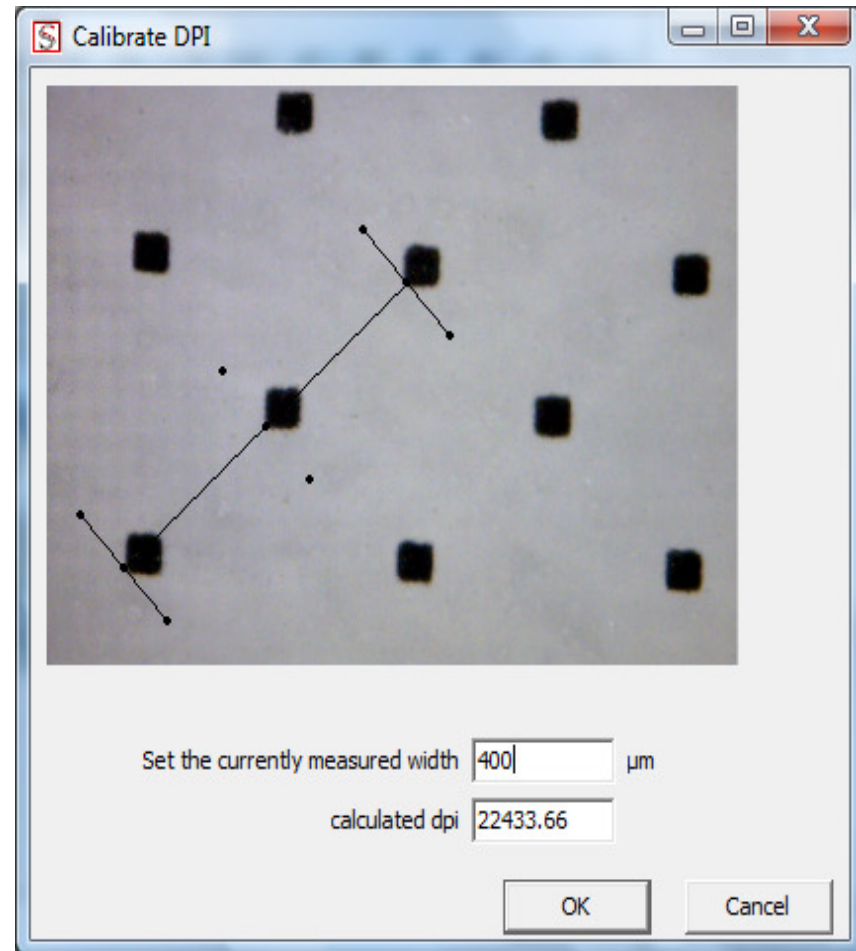 Calibrate DPI
Set the currently measured width 400 µm
calculated dpi 22433.66
OK Cancel